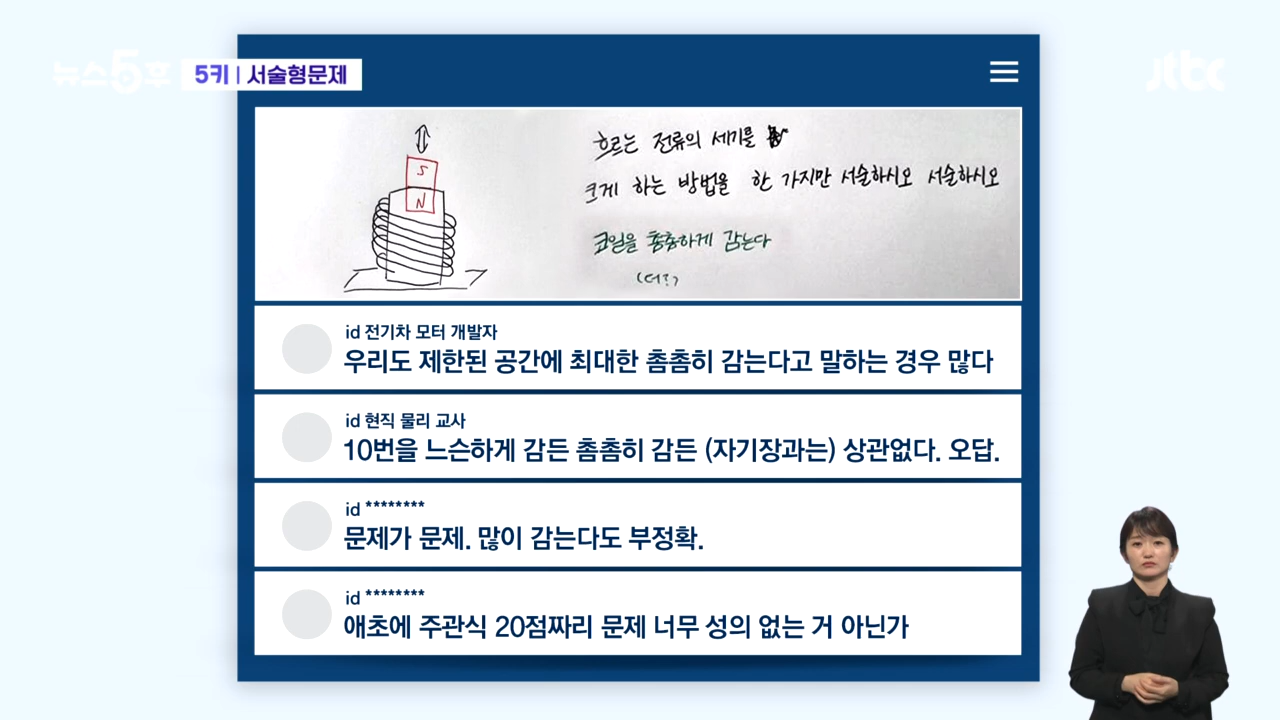 뉴스5후
5키 | 서술형문제
jtbc
S
N
흐르는 전류의 세기를
크게 하는 방법을 한 가지만 서술하시오 서술하시오
코일을 촘촘하게 감는다
(더?)
id 전기차 모터 개발자
우리도 제한된 공간에 최대한 촘촘히 감는다고 말하는 경우 많다
id 현직 물리 교사
10번을 느슨하게 감든 촘촘히 감든 (자기장과는) 상관없다. 오답.
id ********
문제가 문제. 많이 감는다도 부정확.
id ********
애초에 주관식 20점짜리 문제 너무 성의 없는 거 아닌가